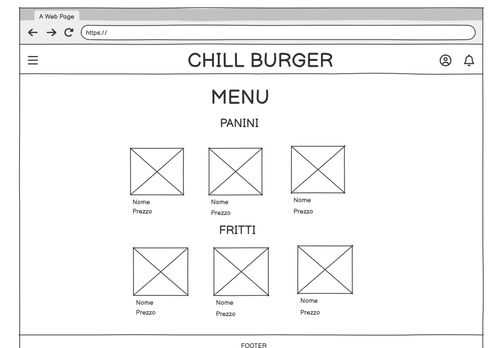 A Web Page
https://
CHILL BURGER
MENU
PANINI
Nome
Prezzo
Nome
Prezzo
Nome
Prezzo
FRITTI
Nome
Prezzo
Nome
Prezzo
Nome
Prezzo
FOOTER